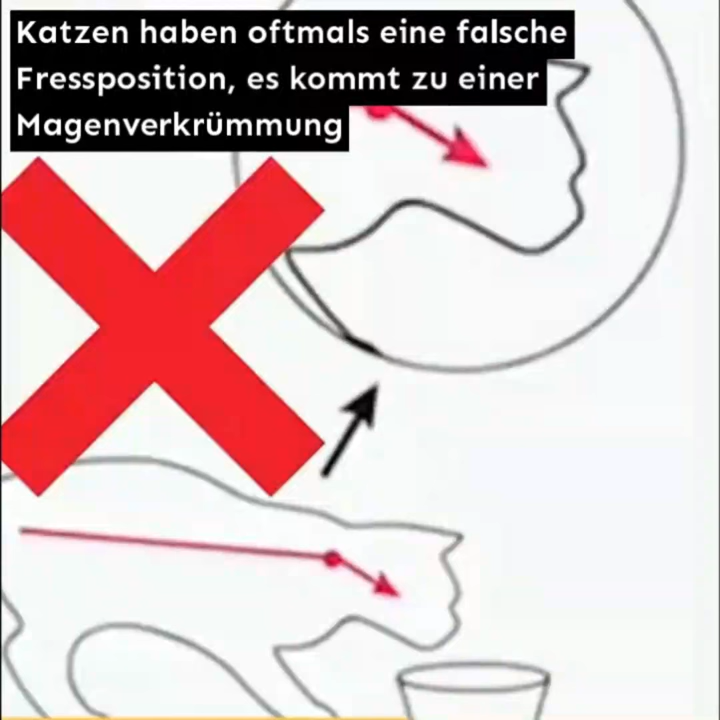 Katzen haben oftmals eine falsche
Fressposition, es kommt zu einer
Magenverkrümmung